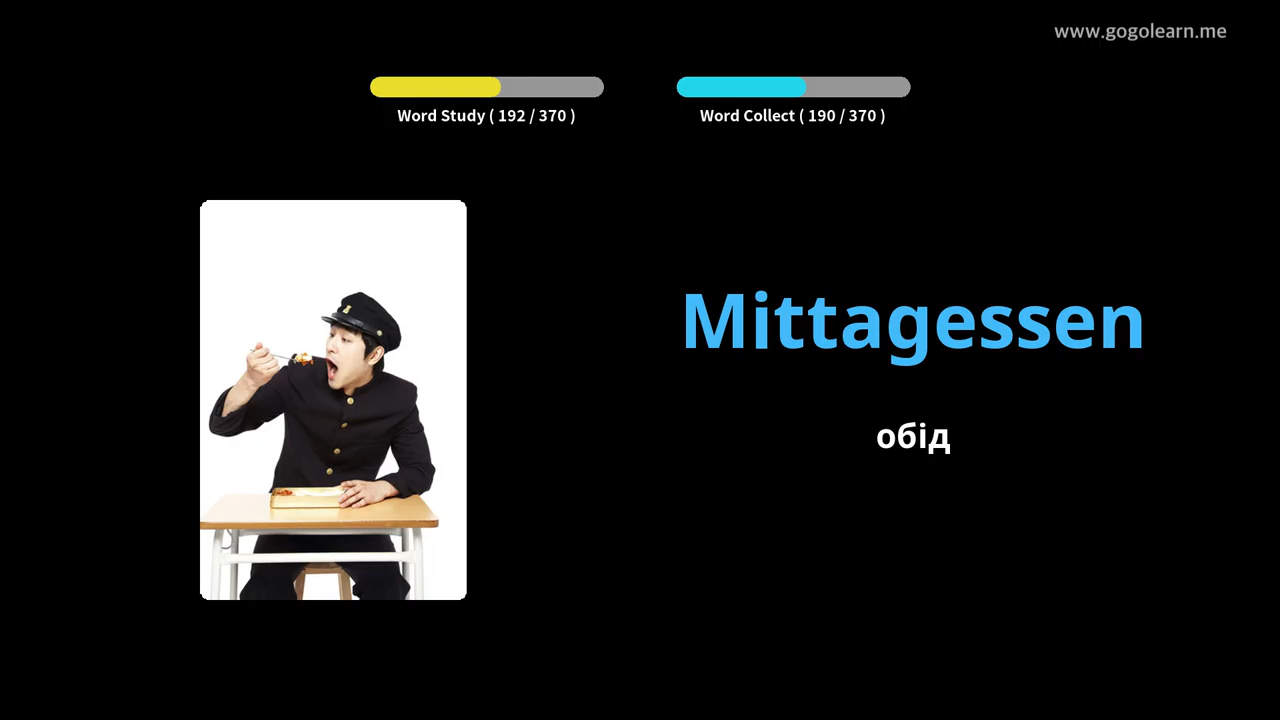 www.gogolearn.me
Word Study ( 192 / 370 )
Word Collect ( 190 / 370 )
Mittagessen
обід